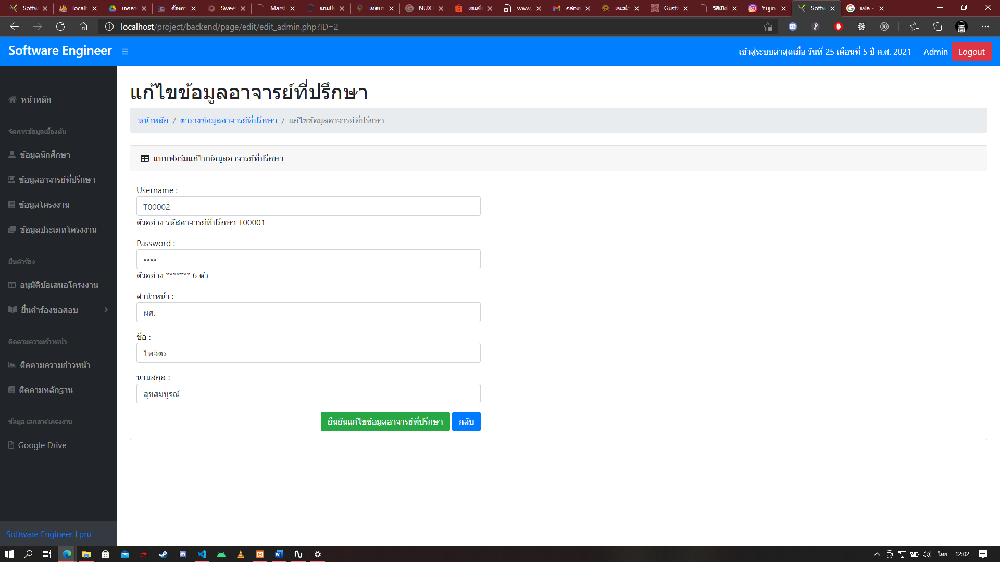 Softw
localh
เอกสา
ต้องกา
Swee
Marsh
แอมป์
เทศบา
NUX
แอมป์
www.
กล่องจ
แนะนำ
Gusta
วิธีเปิด
Yujin
Softw
แปล -
localhost/project/backend/page/edit/edit_admin.php?ID=2
Software Engineer
เข้าสู่ระบบล่าสุดเมื่อ วันที่ 25 เดือนที่ 5 ปี ค.ศ. 2021
Admin
Logout
หน้าหลัก
จัดการข้อมูลเบื้องต้น
ข้อมูลนักศึกษา
ข้อมูลอาจารย์ที่ปรึกษา
ข้อมูลโครงงาน
ข้อมูลประเภทโครงงาน
ยื่นคำร้อง
อนุมัติข้อเสนอโครงงาน
ยื่นคำร้องขอสอบ
ติดตามความก้าวหน้า
ติดตามความก้าวหน้า
ติดตามหลักฐาน
ข้อมูล เอกสารโครงงาน
Google Drive
Software Engineer Lpru
แก้ไขข้อมูลอาจารย์ที่ปรึกษา
หน้าหลัก / ตารางข้อมูลอาจารย์ที่ปรึกษา / แก้ไขข้อมูลอาจารย์ที่ปรึกษา
แบบฟอร์มแก้ไขข้อมูลอาจารย์ที่ปรึกษา
Username :
T00002
ตัวอย่าง รหัสอาจารย์ที่ปรึกษา T00001
Password :
••••
ตัวอย่าง ******* 6 ตัว
คำนำหน้า :
ผศ.
ชื่อ :
ไพจิตร
นามสกุล :
สุขสมบูรณ์
ยืนยันแก้ไขข้อมูลอาจารย์ที่ปรึกษา
กลับ
ไทย
12:02